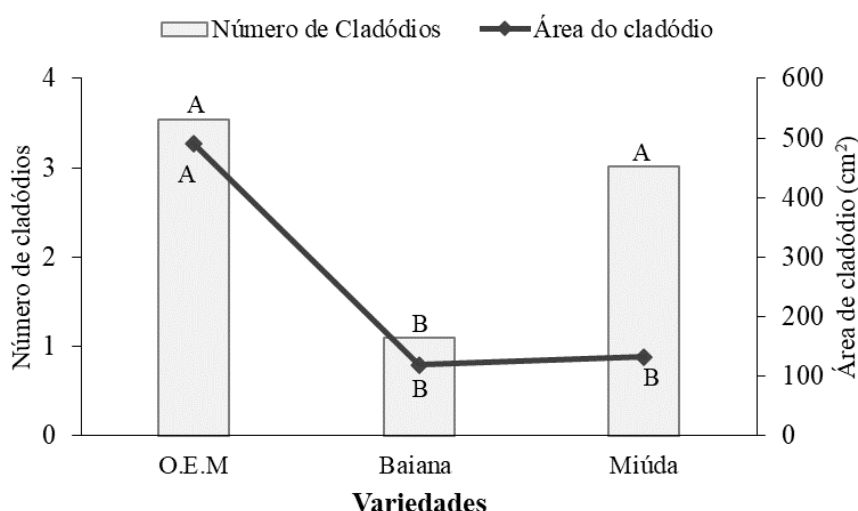 Número de Cladódios Área do cladódio
Número de cladódios
4
3
2
1
0
A
A
B
B
A
B
600
500
400
300
200
100
0
Área de cladódio (cm²)
O.E.M Baiana Miúda
Variedades